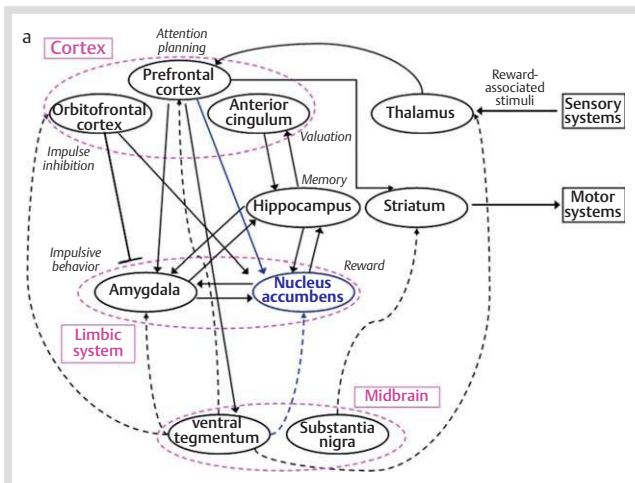 a
Attention
planning
Cortex
Prefrontal
cortex
Reward-
associated
stimuli
Orbitofrontal
cortex
Anterior
cingulum
Thalamus
Sensory
systems
Impulse
inhibition
Valuation
Memory
Hippocampus
Striatum
Motor
systems
Impulsive
behavior
Reward
Amygdala
Nucleus
accumbens
Limbic
system
Midbrain
ventral
tegmentum
Substantia
nigra